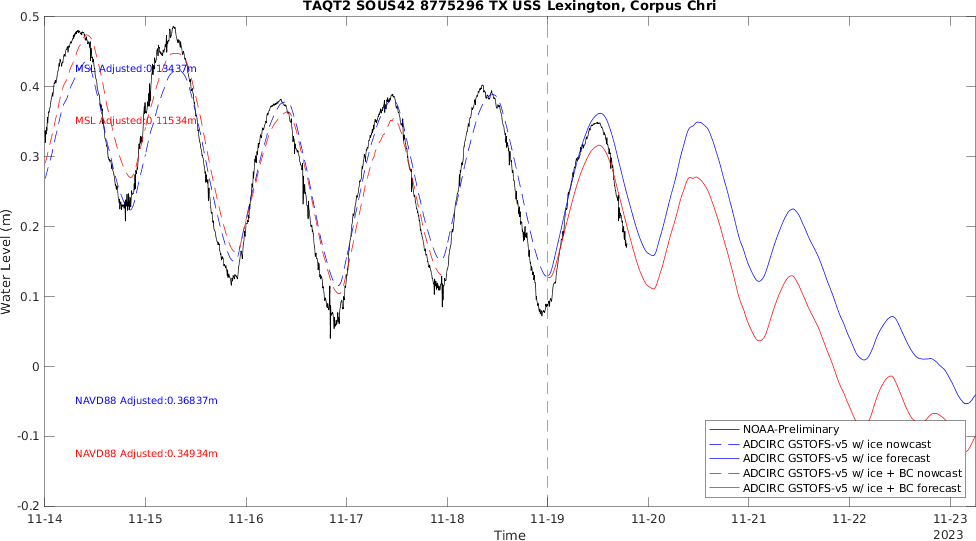 TAQT2 SOUS42 8775296 TX USS Lexington, Corpus Chri
0.5
MSL Adjusted:0.13437m
0.4
MSL Adjusted:0.11534m
0.3
0.2
Water Level (m)
0.1
0
NAVD88 Adjusted:0.36837m
-0.1
NAVD88 Adjusted:0.34934m
NOAA-Preliminary
ADCIRC GSTOFS-v5 w/ ice nowcast
ADCIRC GSTOFS-v5 w/ ice forecast
ADCIRC GSTOFS-v5 w/ ice + BC nowcast
ADCIRC GSTOFS-v5 w/ ice + BC forecast
-0.2
11-14 11-15 11-16 11-17 11-18 11-19 11-20 11-21 11-22 11-23
Time
2023